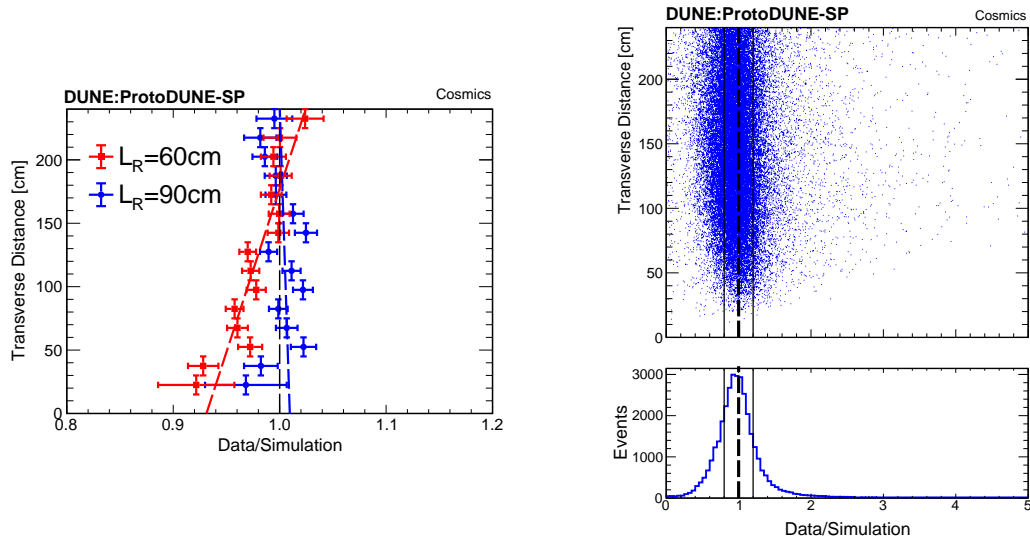 DUNE:ProtoDUNE-SP Cosmics
Transverse Distance [cm]
200
150
100
50
0
L_R=60cm
L_R=90cm
0.8 0.9 1.0 1.1 1.2
Data/Simulation
DUNE:ProtoDUNE-SP Cosmics
Transverse Distance [cm]
200
150
100
50
0
Events
3000
2000
1000
0
0 1 2 3 4 5
Data/Simulation